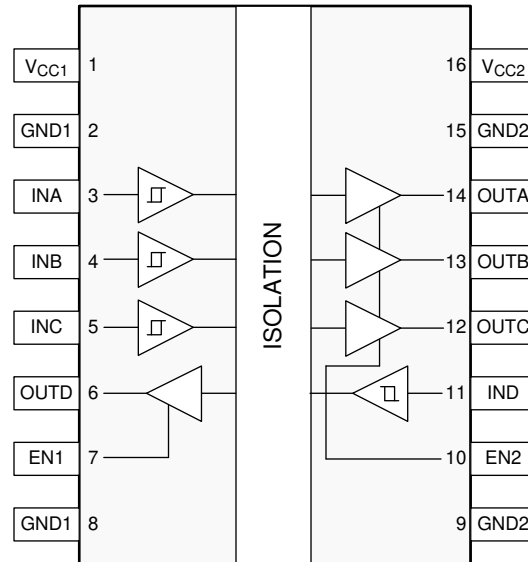 VCC1 1 16 VCC2
GND1 2 15 GND2
INA 3 14 OUTA
INB 4 13 OUTB
INC 5 12 OUTC
OUTD 6 11 IND
EN1 7 10 EN2
GND1 8 9 GND2
ISOLATION